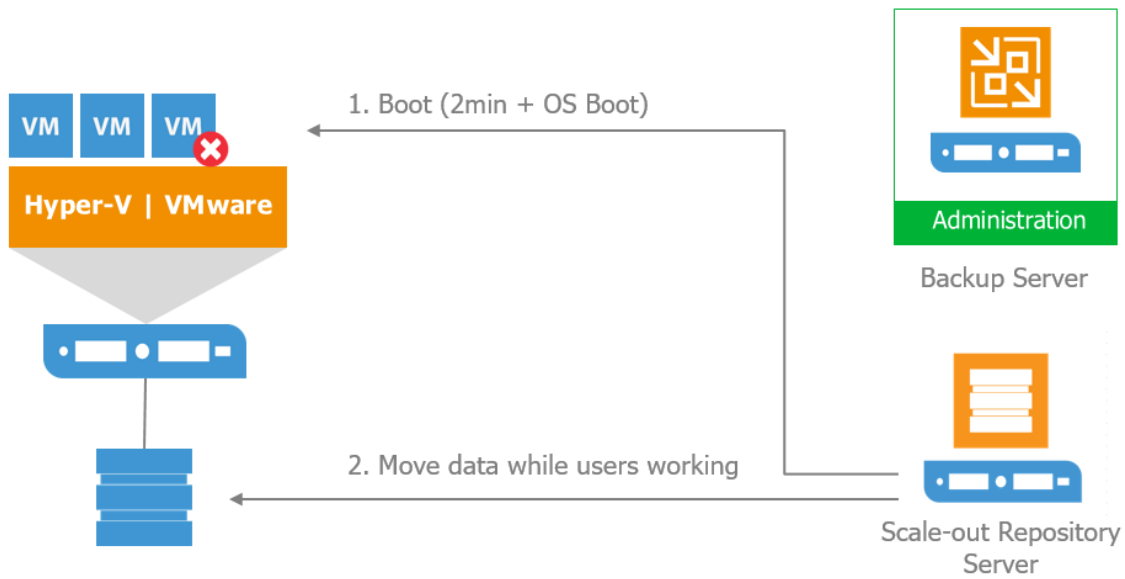 VM
VM
VM
Hyper-V | VMware
1. Boot (2min + OS Boot)
Administration
Backup Server
2. Move data while users working
Scale-out Repository
Server